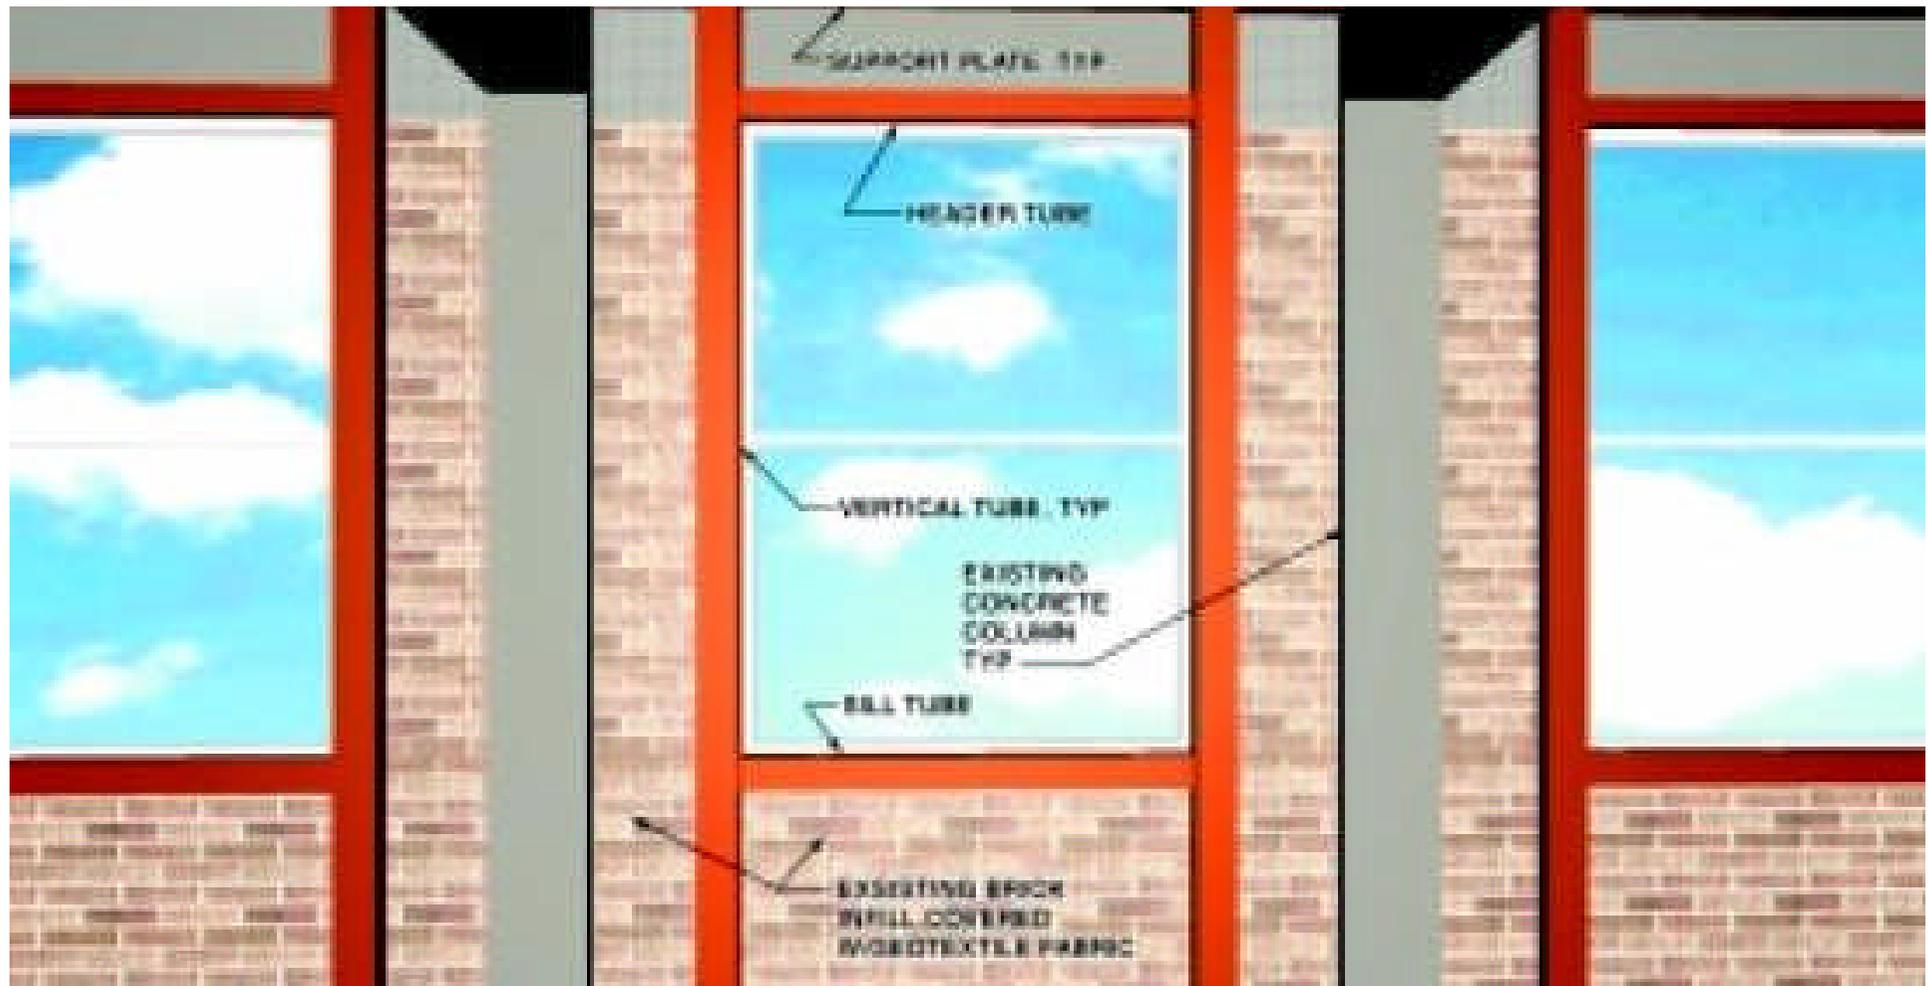 SUPPORT PLATE, TYP
HEADER TUBE
VERTICAL TUBE, TYP
EXISTING
CONCRETE
COLUMN
TYP
SILL TUBE
EXSISTING BRICK
INFILL COVERED
W/GEOTEXTILE FABRIC